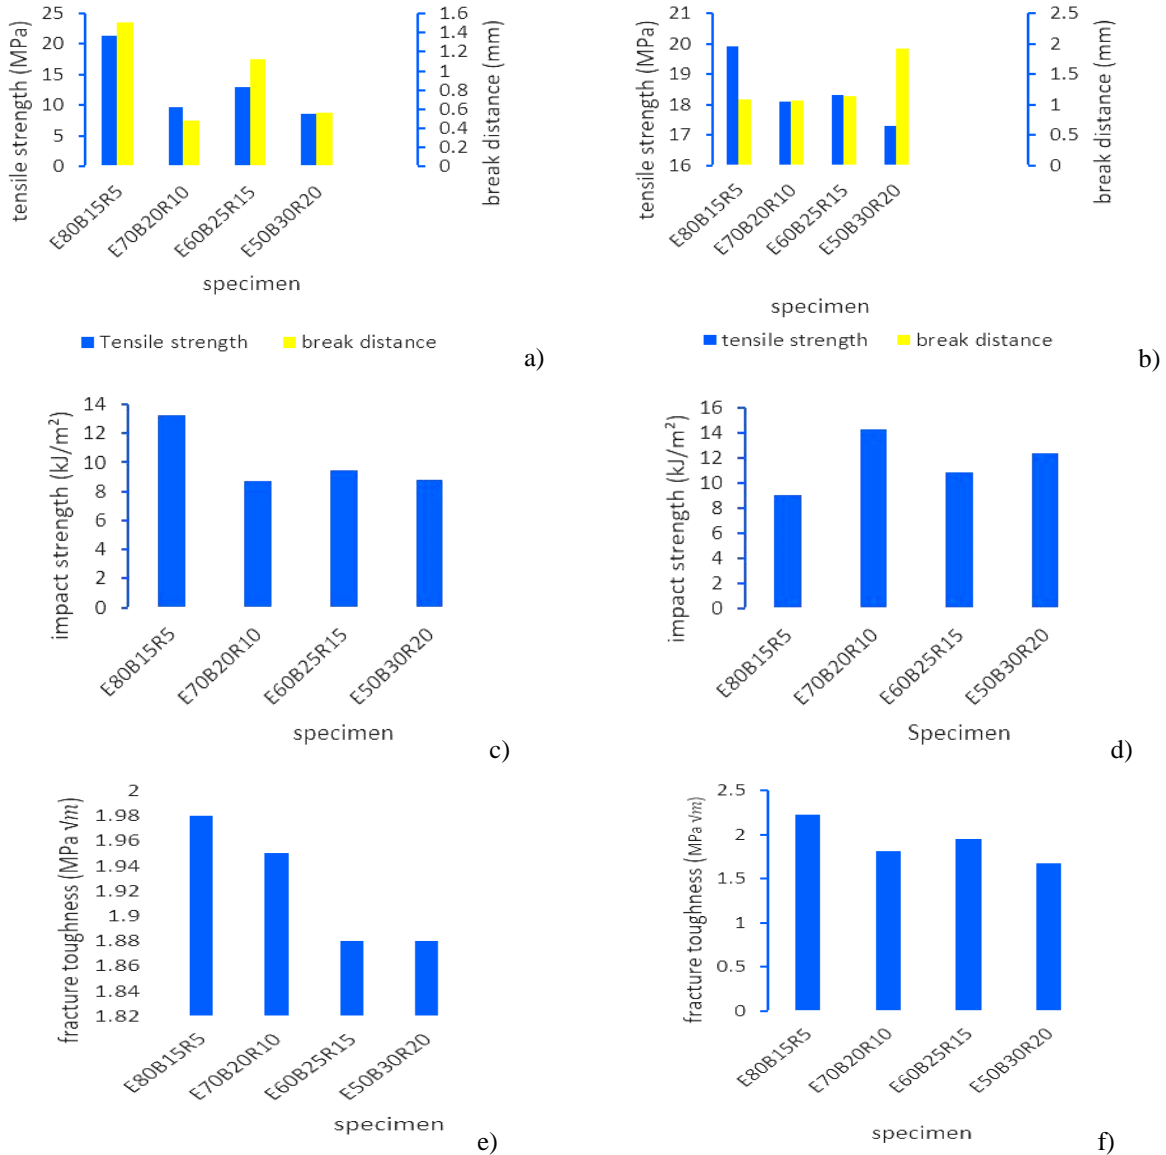 tensile strength (MPa)
25
20
15
10
5
0
1.6
1.4
1.2
1
0.8
0.6
0.4
0.2
0
break distance (mm)
E80B15R5
E70B20R10
E60B25R15
E50B30R20
specimen
Tensile strength
break distance
a)
tensile strength (MPa)
21
20
19
18
17
16
2.5
2
1.5
1
0.5
0
break distance (mm)
E80B15R5
E70B20R10
E60B25R15
E50B30R20
specimen
tensile strength
break distance
b)
impact strength (kJ/m²)
14
12
10
8
6
4
2
0
E80B15R5
E70B20R10
E60B25R15
E50B30R20
specimen
c)
impact strength (kJ/m²)
16
14
12
10
8
6
4
2
0
E80B15R5
E70B20R10
E60B25R15
E50B30R20
Specimen
d)
fracture toughness (MPa √m)
2
1.98
1.96
1.94
1.92
1.9
1.88
1.86
1.84
1.82
E80B15R5
E70B20R10
E60B25R15
E50B30R20
specimen
e)
fracture toughness (MPa √m)
2.5
2
1.5
1
0.5
0
E80B15R5
E70B20R10
E60B25R15
E50B30R20
specimen
f)